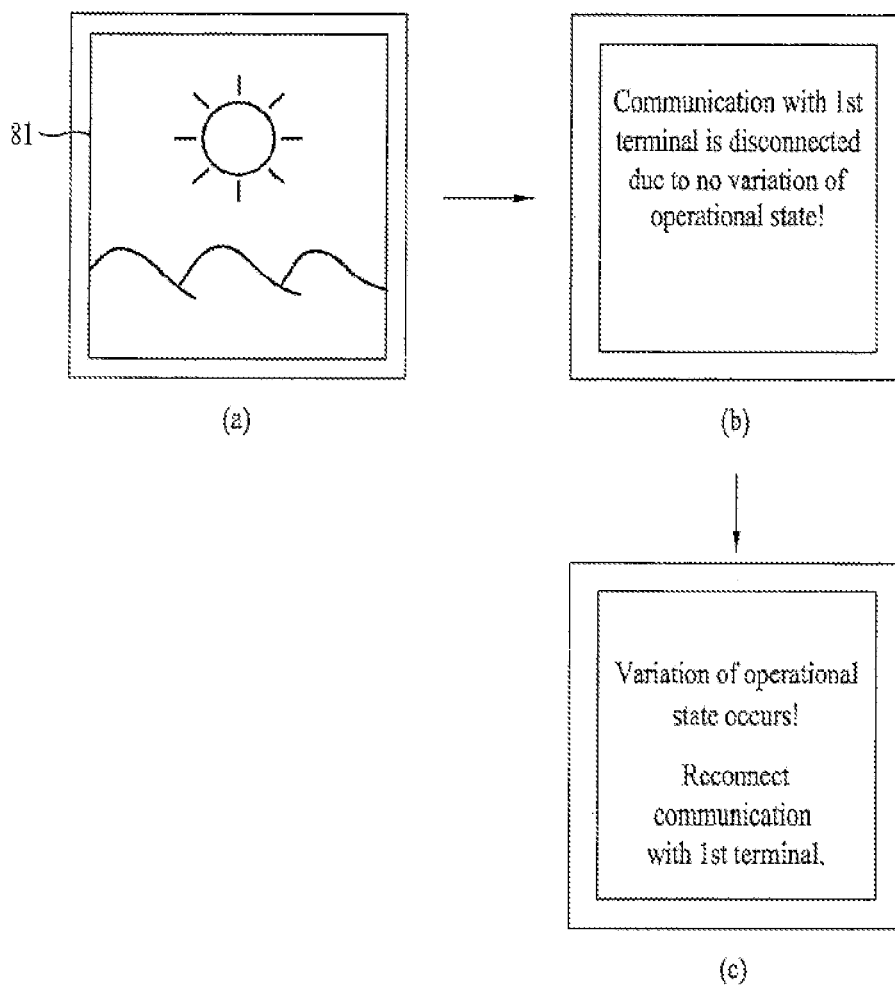 81
Communication with 1st
terminal is disconnected
duc to no variation of
operational state!
(a)
(b)
Variation of operational
state occurs!
Reconnect
communication
with 1st terminal.
(c)